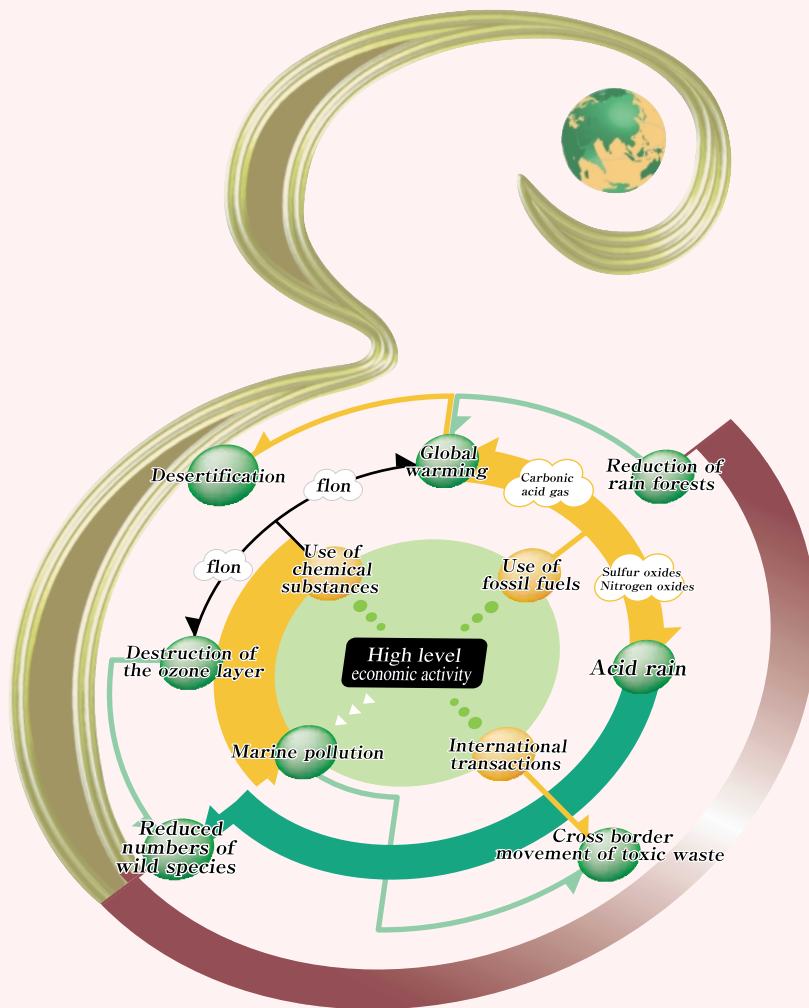 Global
warming
Desertification
flon
Carbonic
acid gas
Reduction of
rain forests
flon
Use of
chemical
substances
Use of
fossil fuels
Sulfur oxides
Nitrogen oxides
Destruction of
the ozone layer
High level
economic activity
Acid rain
Marine pollution
International
transactions
Reduced
numbers of
wild species
Cross border
movement of toxic waste